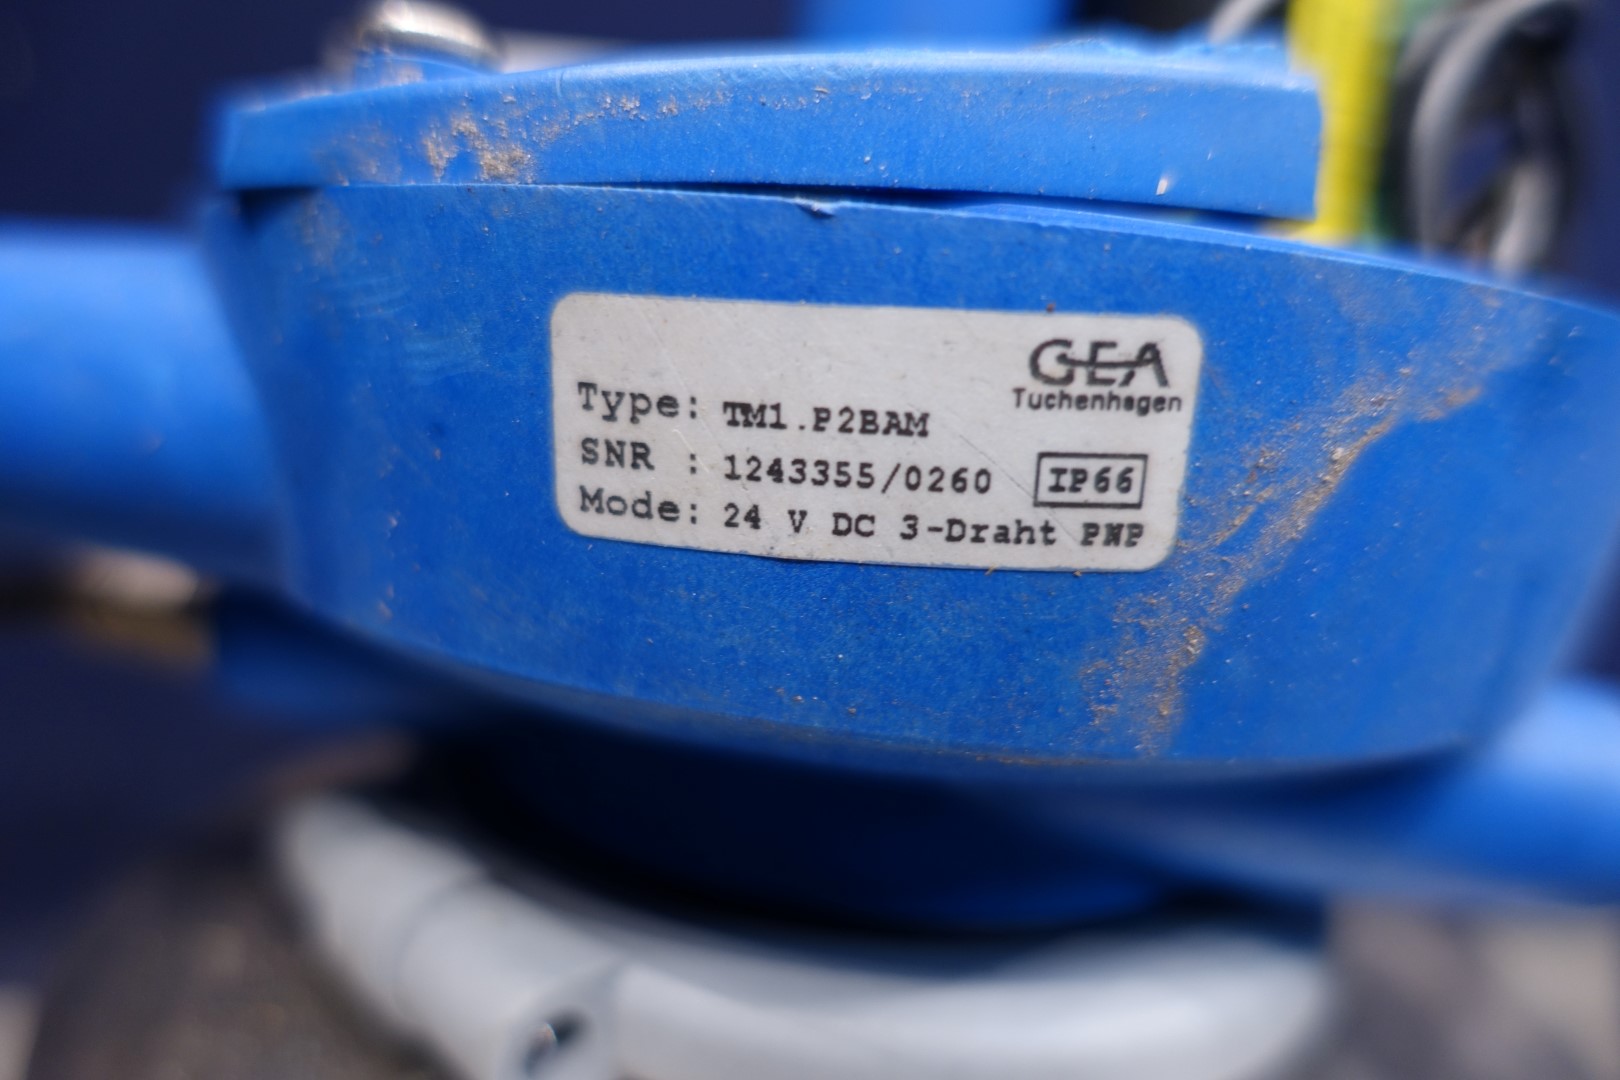 GEA
Tuchenhagen
Type: TM1.P2BAM
SNR : 1243355/0260 IP66
Mode: 24 V DC 3-Draht PNP